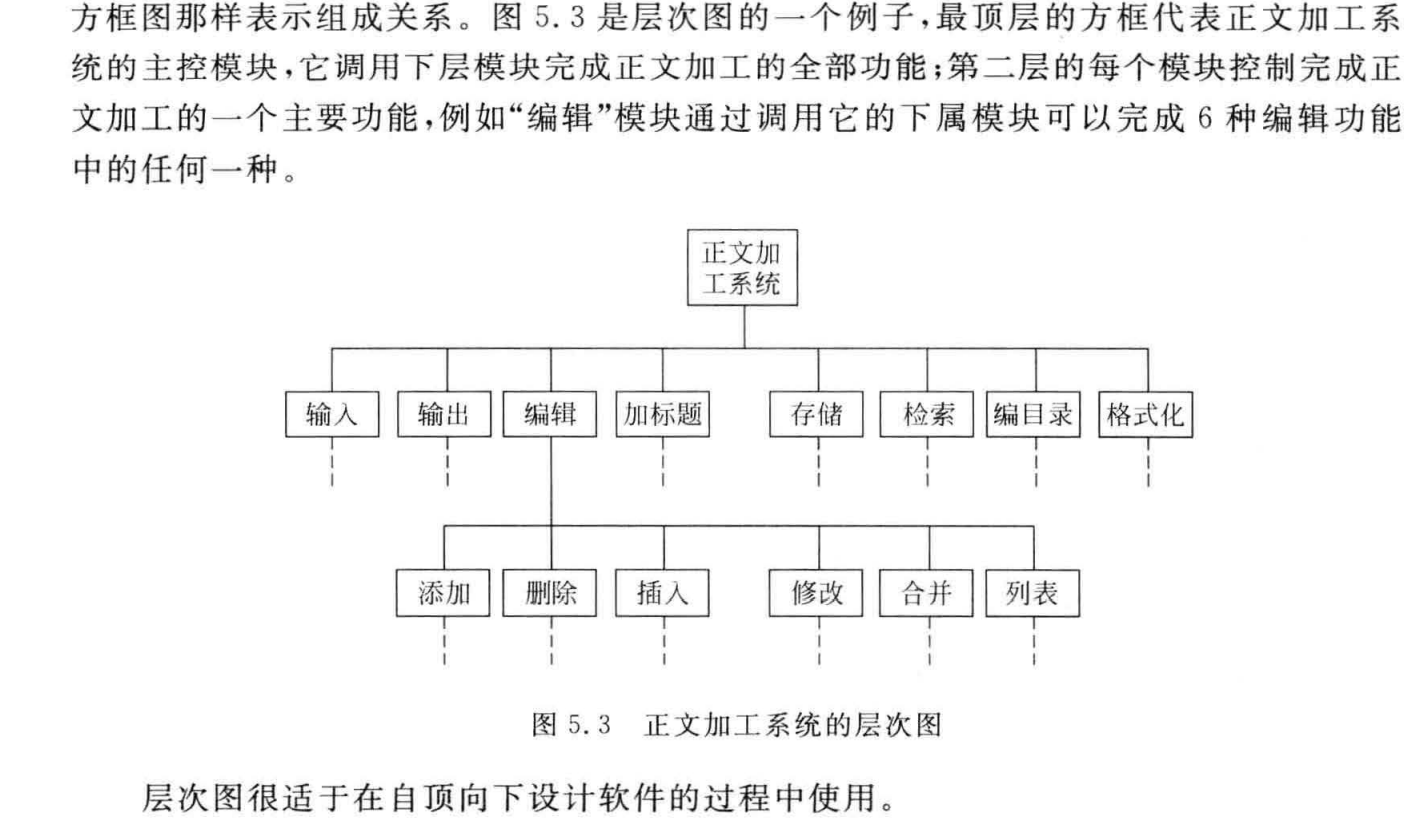 方框图那样表示组成关系。图 5.3 是层次图的一个例子,最顶层的方框代表正文加工系
统的主控模块,它调用下层模块完成正文加工的全部功能;第二层的每个模块控制完成正
文加工的一个主要功能,例如“编辑”模块通过调用它的下属模块可以完成 6 种编辑功能
中的任何一种。
正文加
工系统
输入
输出
编辑
加标题
存储
检索
编目录
格式化
添加
删除
插入
修改
合并
列表
图 5.3 正文加工系统的层次图
层次图很适于在自顶向下设计软件的过程中使用。